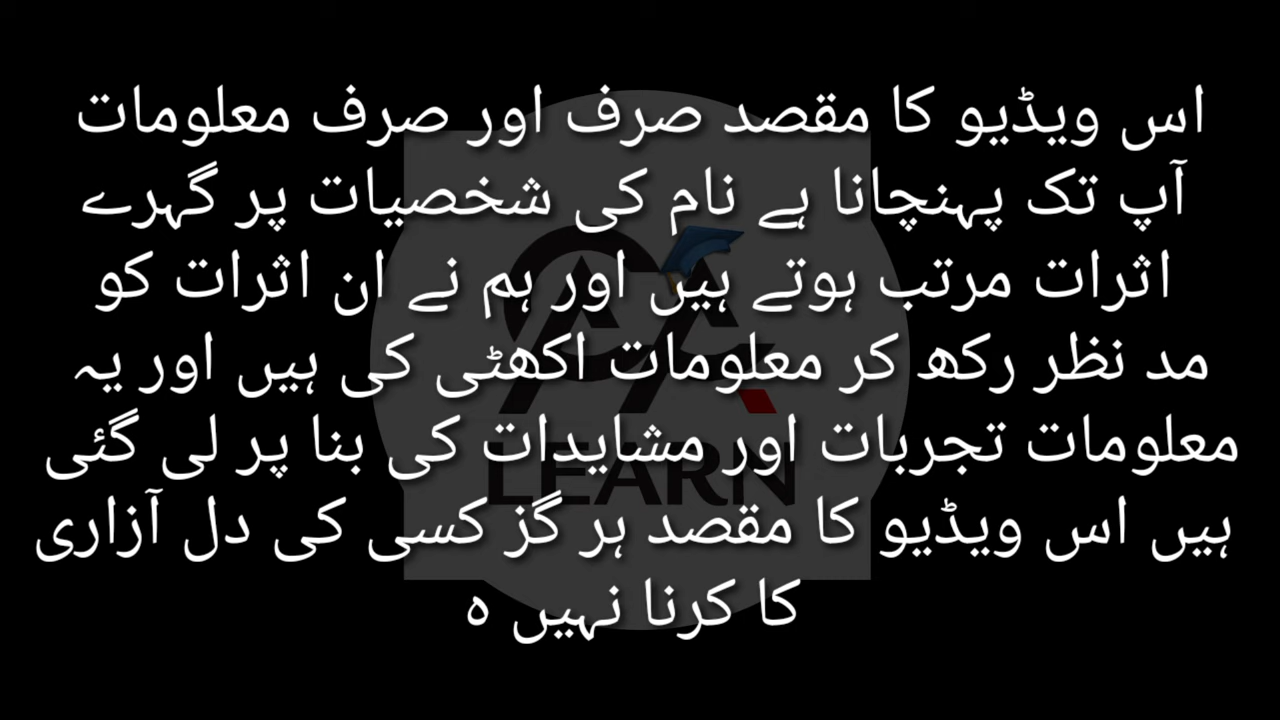 اس ویڈیو کا مقصد صرف اور صرف معلومات
آپ تک پہنچانا ہے نام کی شخصیات پر گہرے
اثرات مرتب ہوتے ہیں اور ہم نے ان اثرات کو
مد نظر رکھ کر معلومات اکھٹی کی ہیں اور یہ
معلومات تجربات اور مشایدات کی بنا پر لی گئی
ہیں اس ویڈیو کا مقصد ہر گز کسی کی دل آزاری
کا کرنا نہیں ہ
LEARN